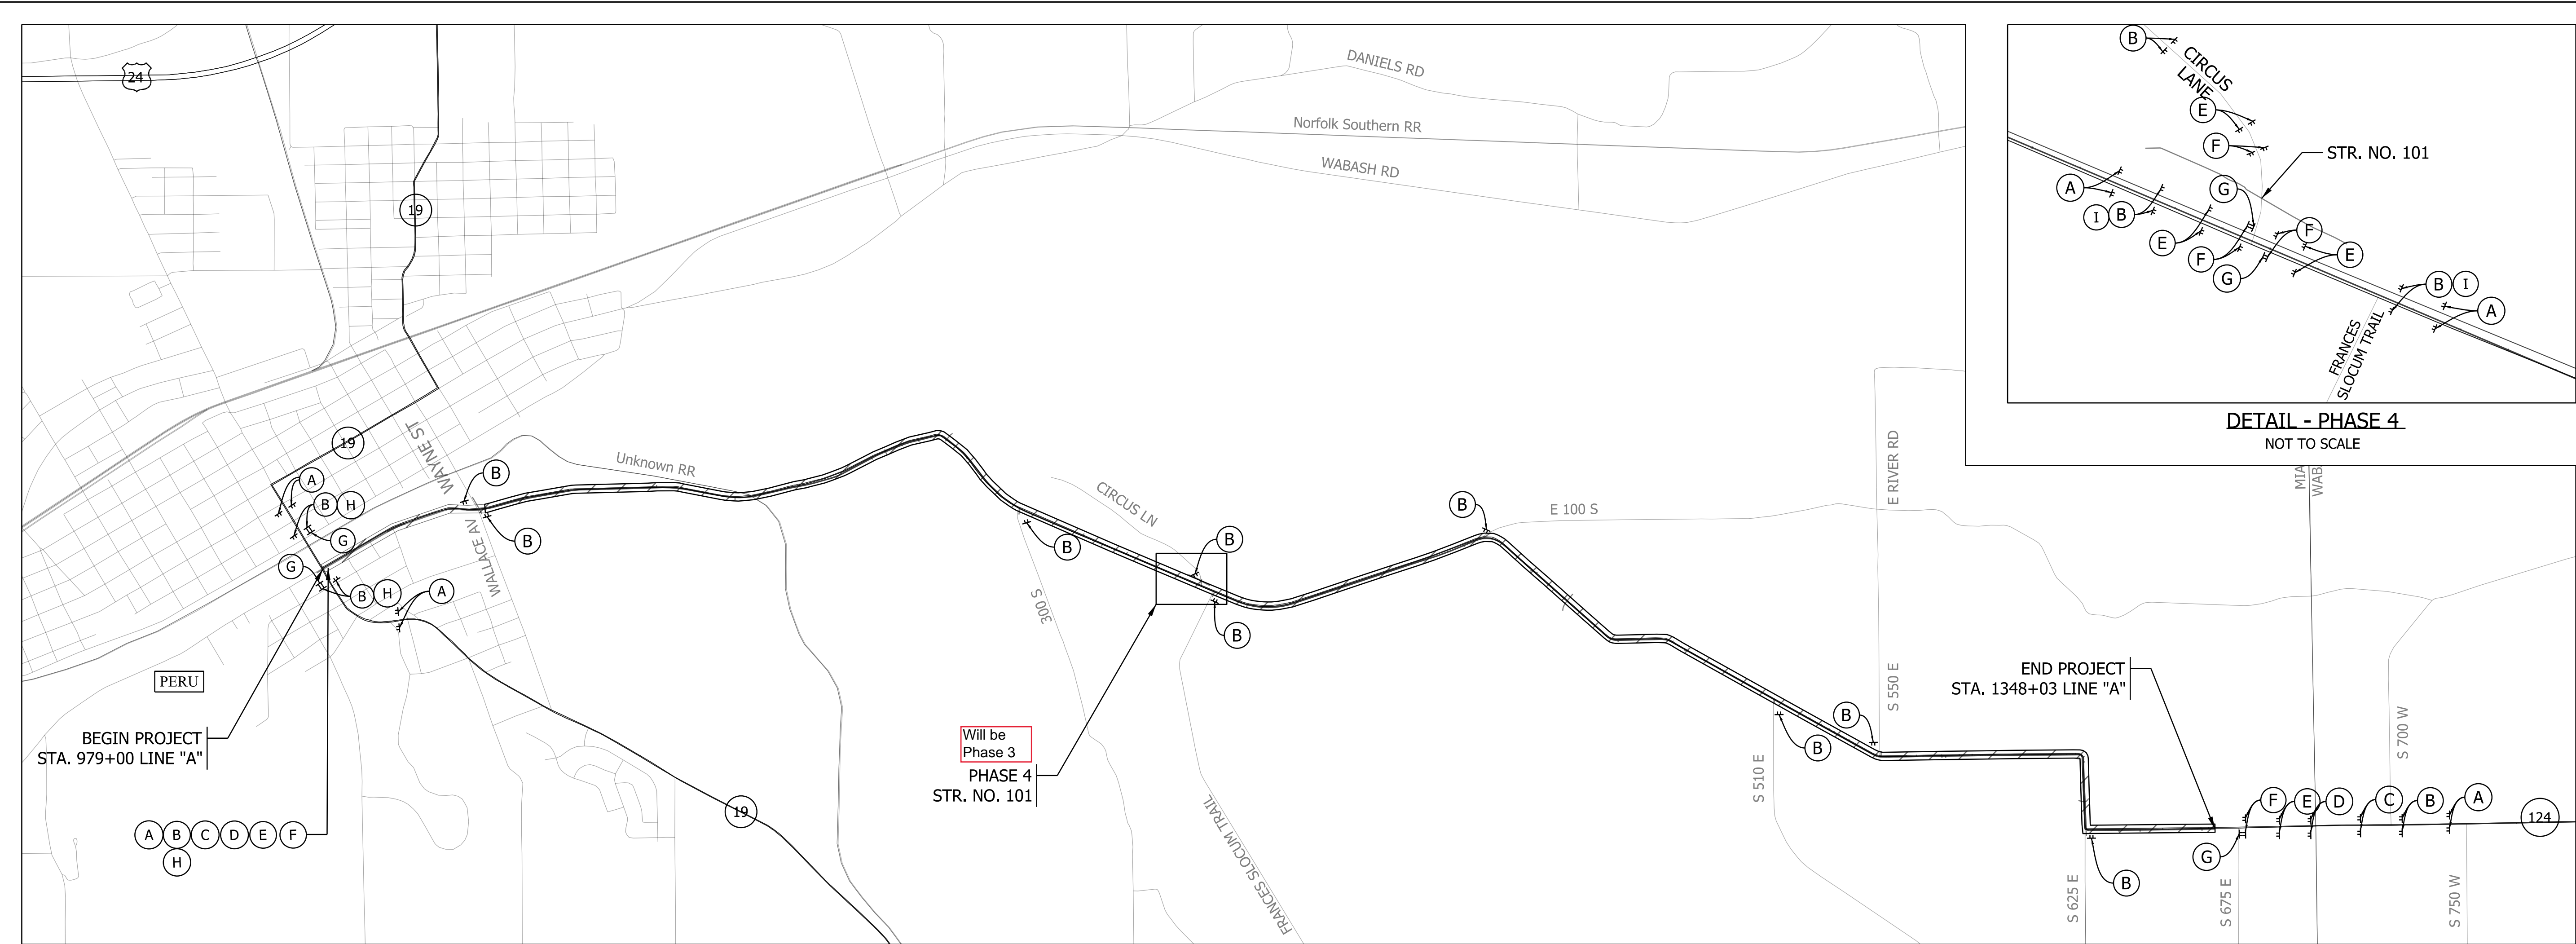 24
DANIELS RD
Norfolk Southern RR
WABASH RD
19
19
WAYNE ST
Unknown RR
WALLACE AV
A
B H
G
G
B H
A
B
B
PERU
BEGIN PROJECT
STA. 979+00 LINE "A"
A B C D E F
H
19
300 S
B
CIRCUS LN
B
B
Will be
Phase 3
PHASE 4
STR. NO. 101
FRANCES SLOCUM TRAIL
B
E 100 S
E RIVER RD
S 550 E
S 510 E
B
B
END PROJECT
STA. 1348+03 LINE "A"
MIA
WAB
S 700 W
F E D C B A
124
G
B
S 625 E
S 675 E
S 750 W
B
CIRCUS
LANE
E
F
STR. NO. 101
G
A
I B
E
F
G
F
E
B I
A
FRANCES
SLOCUM TRAIL
DETAIL - PHASE 4
NOT TO SCALE